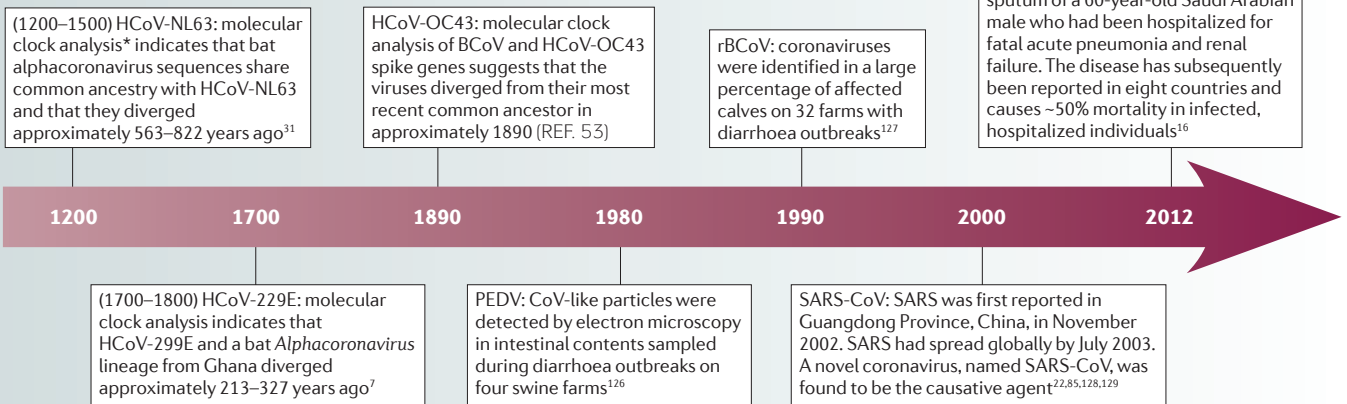 (1200–1500) HCoV-NL63: molecular
clock analysis* indicates that bat
alphacoronavirus sequences share
common ancestry with HCoV-NL63
and that they diverged
approximately 563–822 years ago31
HCoV-OC43: molecular clock
analysis of BCoV and HCoV-OC43
spike genes suggests that the
viruses diverged from their most
recent common ancestor in
approximately 1890 (REF. 53)
rBCoV: coronaviruses
were identified in a large
percentage of affected
calves on 32 farms with
diarrhoea outbreaks127
sputum of a 60-year-old Saudi Arabian
male who had been hospitalized for
fatal acute pneumonia and renal
failure. The disease has subsequently
been reported in eight countries and
causes ~50% mortality in infected,
hospitalized individuals16
1200 1700 1890 1980 1990 2000 2012
(1700–1800) HCoV-229E: molecular
clock analysis indicates that
HCoV-299E and a bat Alphacoronavirus
lineage from Ghana diverged
approximately 213–327 years ago7
PEDV: CoV-like particles were
detected by electron microscopy
in intestinal contents sampled
during diarrhoea outbreaks on
four swine farms126
SARS-CoV: SARS was first reported in
Guangdong Province, China, in November
2002. SARS had spread globally by July 2003.
A novel coronavirus, named SARS-CoV, was
found to be the causative agent22,85,128,129